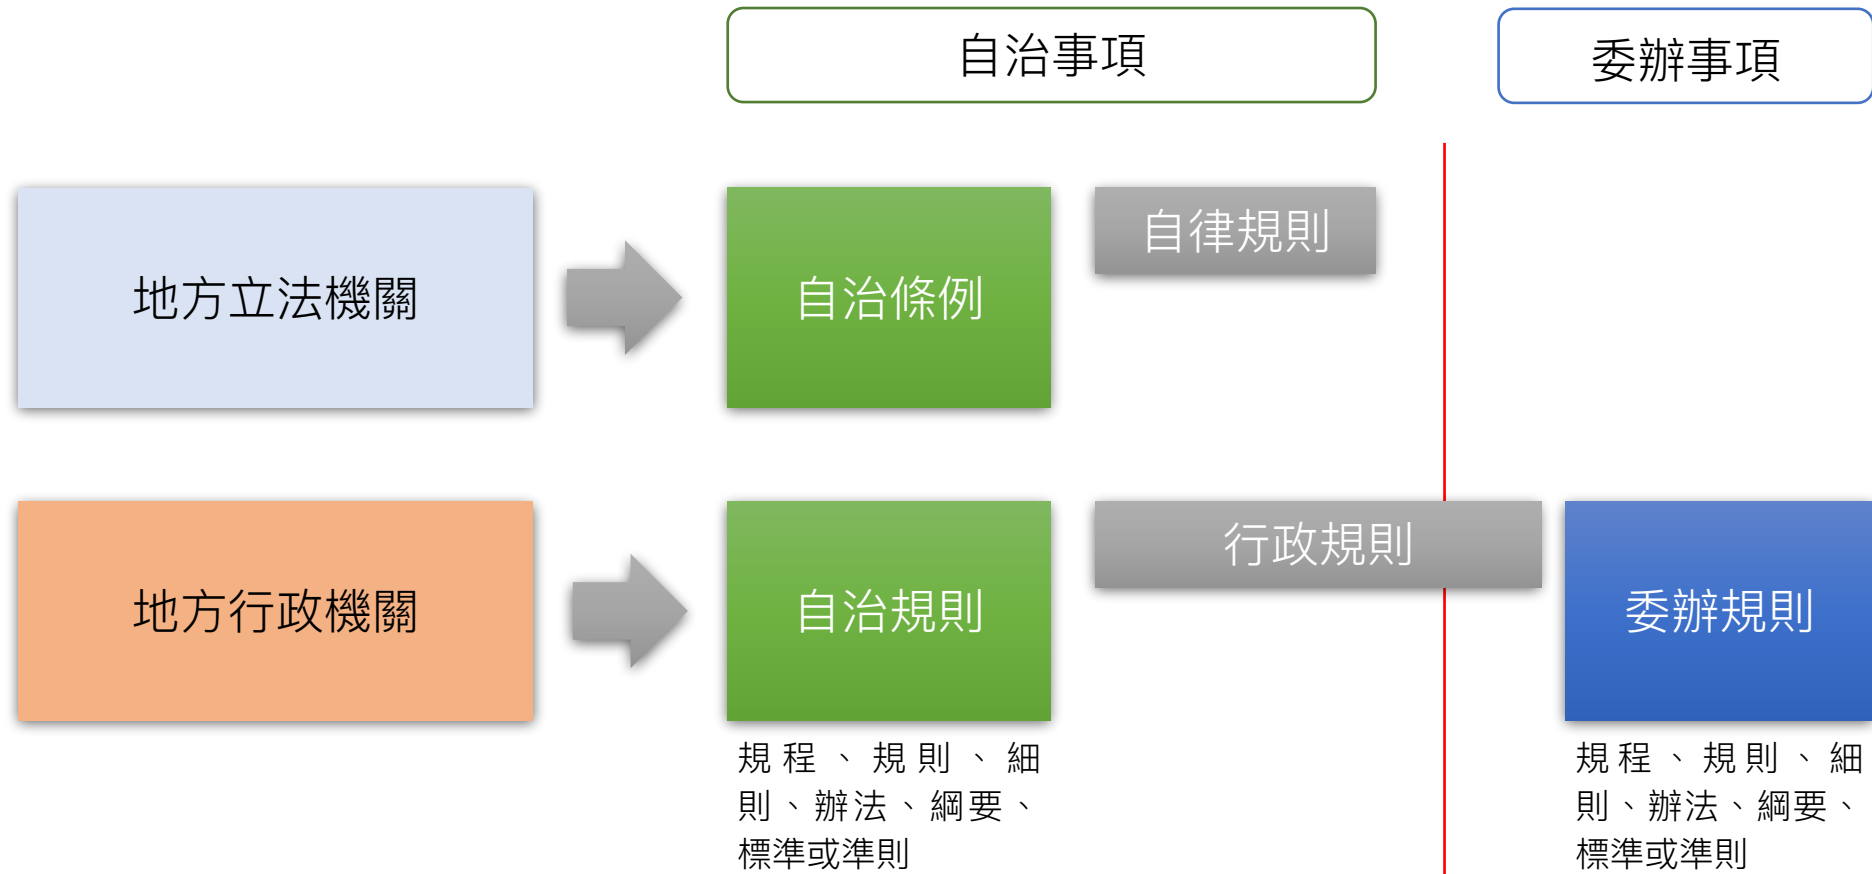 自治事項
委辦事項
地方立法機關
自治條例
自律規則
地方行政機關
自治規則
行政規則
委辦規則
規程、規則、細
則、辦法、綱要、
標準或準則
規程、規則、細
則、辦法、綱要、
標準或準則